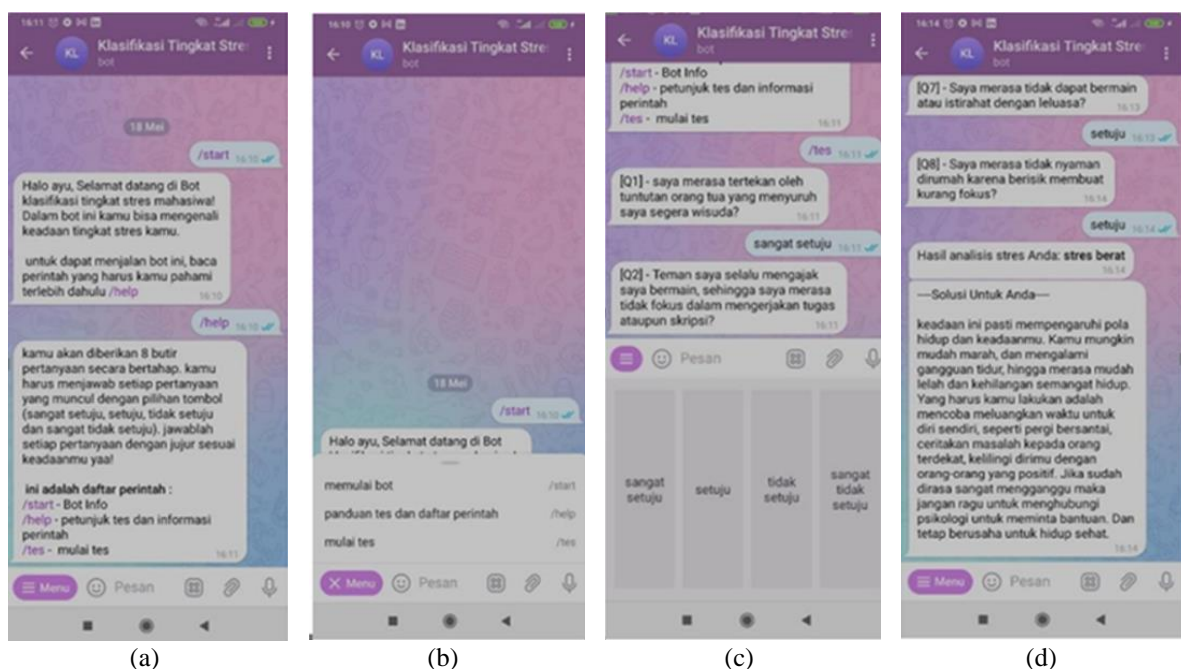 16:11
Klasifikasi Tingkat Stre
KL
bot
18 Mei
/start 16:10
Halo ayu, Selamat datang di Bot
klasifikasi tingkat stres mahasiwa!
Dalam bot ini kamu bisa mengenali
keadaan tingkat stres kamu.
untuk dapat menjalan bot ini, baca
perintah yang harus kamu pahami
terlebih dahulu /help 16:10
/help 16:10
kamu akan diberikan 8 butir
pertanyaan secara bertahap. kamu
harus menjawab setiap pertanyaan
yang muncul dengan pilihan tombol
(sangat setuju, setuju, tidak setuju
dan sangat tidak setuju). jawablah
setiap pertanyaan dengan jujur sesuai
keadaanmu yaa!
ini adalah daftar perintah :
/start - Bot Info
/help - petunjuk tes dan informasi
perintah
/tes - mulai tes 16:11
Menu Pesan
(a)
16:10
Klasifikasi Tingkat Stre
KL
bot
18 Mei
/start 16:10
Halo ayu, Selamat datang di Bot
memulai bot /start
panduan tes dan daftar perintah /help
mulai tes /tes
Menu Pesan
(b)
Klasifikasi Tingkat Stre
KL
bot
/start - Bot Info
/help - petunjuk tes dan informasi
perintah
/tes - mulai tes 16:11
/tes 16:11
[Q1] - saya merasa tertekan oleh
tuntutan orang tua yang menyuruh
saya segera wisuda? 16:11
sangat setuju 16:11
[Q2] - Teman saya selalu mengajak
saya bermain, sehingga saya merasa
tidak fokus dalam mengerjakan tugas
ataupun skripsi? 16:11
Pesan
sangat
setuju
setuju
tidak
setuju
sangat
tidak
setuju
(c)
16:14
Klasifikasi Tingkat Stre
KL
bot
[Q7] - Saya merasa tidak dapat bermain
atau istirahat dengan leluasa? 16:13
setuju 16:13
[Q8] - Saya merasa tidak nyaman
dirumah karena berisik membuat
kurang fokus? 16:14
setuju 16:14
Hasil analisis stres Anda: stres berat
16:14
---Solusi Untuk Anda---
keadaan ini pasti mempengaruhi pola
hidup dan keadaanmu. Kamu mungkin
mudah marah, dan mengalami
gangguan tidur, hingga merasa mudah
lelah dan kehilangan semangat hidup.
Yang harus kamu lakukan adalah
mencoba meluangkan waktu untuk
diri sendiri, seperti pergi bersantai,
ceritakan masalah kepada orang
terdekat, kelilingi dirimu dengan
orang-orang yang positif. Jika sudah
dirasa sangat mengganggu maka
jangan ragu untuk menghubungi
psikologi untuk meminta bantuan. Dan
tetap berusaha untuk hidup sehat.
16:14
Menu Pesan
(d)